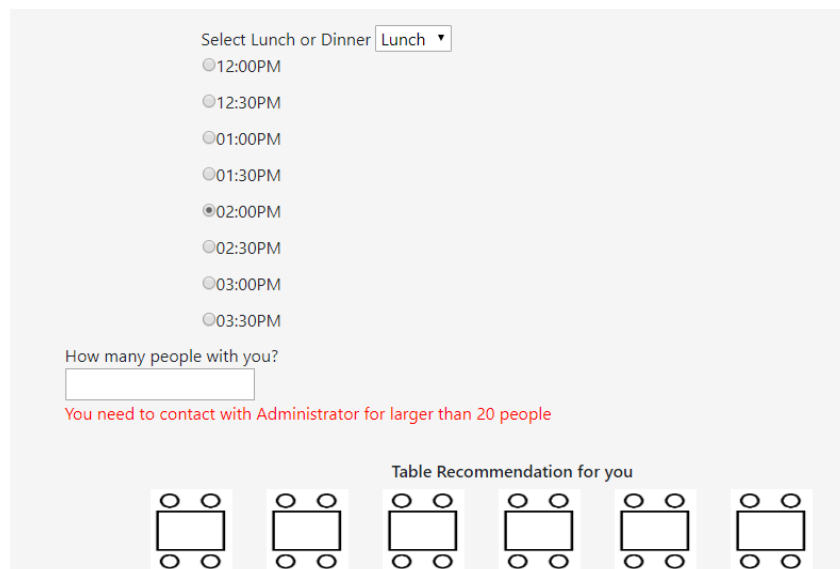 Select Lunch or Dinner Lunch
12:00PM
12:30PM
01:00PM
01:30PM
02:00PM
02:30PM
03:00PM
03:30PM
How many people with you?
You need to contact with Administrator for larger than 20 people
Table Recommendation for you